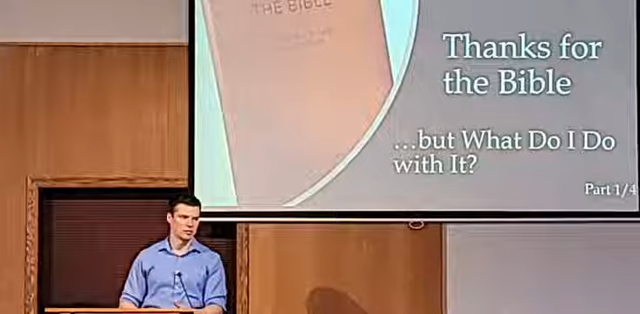 THE BIBLE
Thanks for
the Bible
...but What Do I Do
with It?
Part 1/4